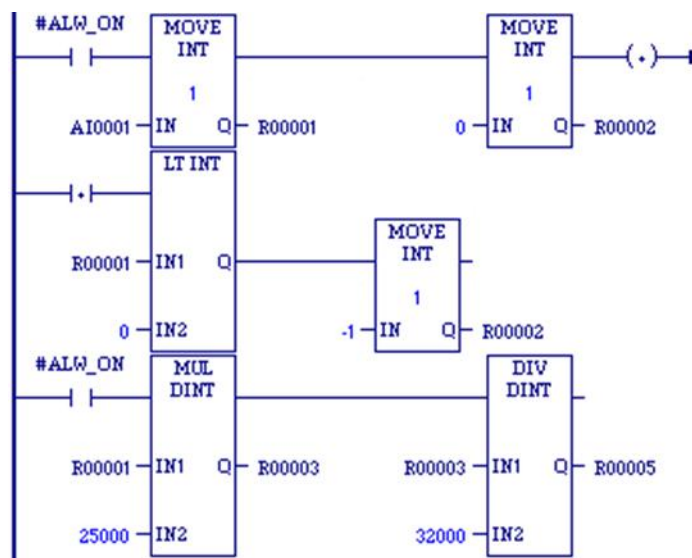 #ALW_ON MOVE INT MOVE INT
1 1
AI0001 IN Q R00001 0 IN Q R00002
LT INT
R00001 IN1 Q MOVE INT
1
0 IN2 -1 IN Q R00002
#ALW_ON MUL DINT DIV DINT
R00001 IN1 Q R00003 R00003 IN1 Q R00005
25000 IN2 32000 IN2